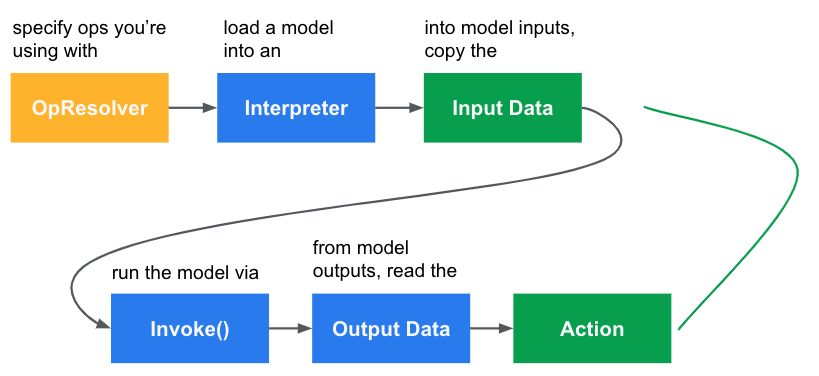 specify ops you're
using with
OpResolver
load a model
into an
Interpreter
into model inputs,
copy the
Input Data
run the model via
Invoke()
from model
outputs, read the
Output Data
Action